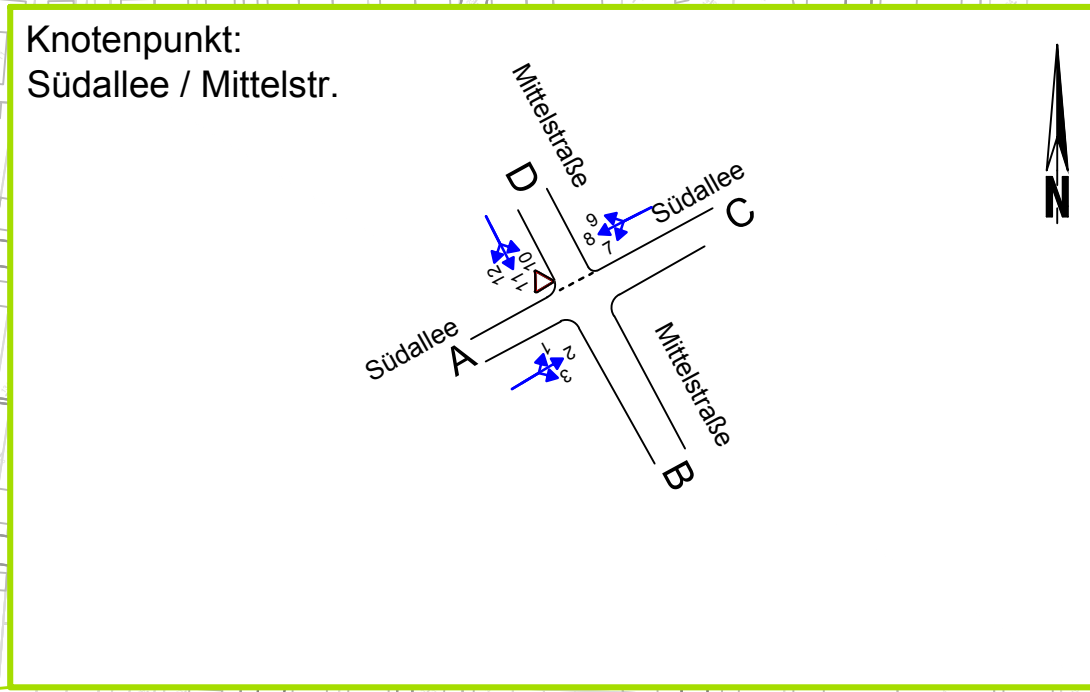 Knotenpunkt:
Südallee / Mittelstr.
Mittelstraße
D
Südallee
C
9
8
7
10
11
12
Südallee
A
1
2
3
Mittelstraße
B
N